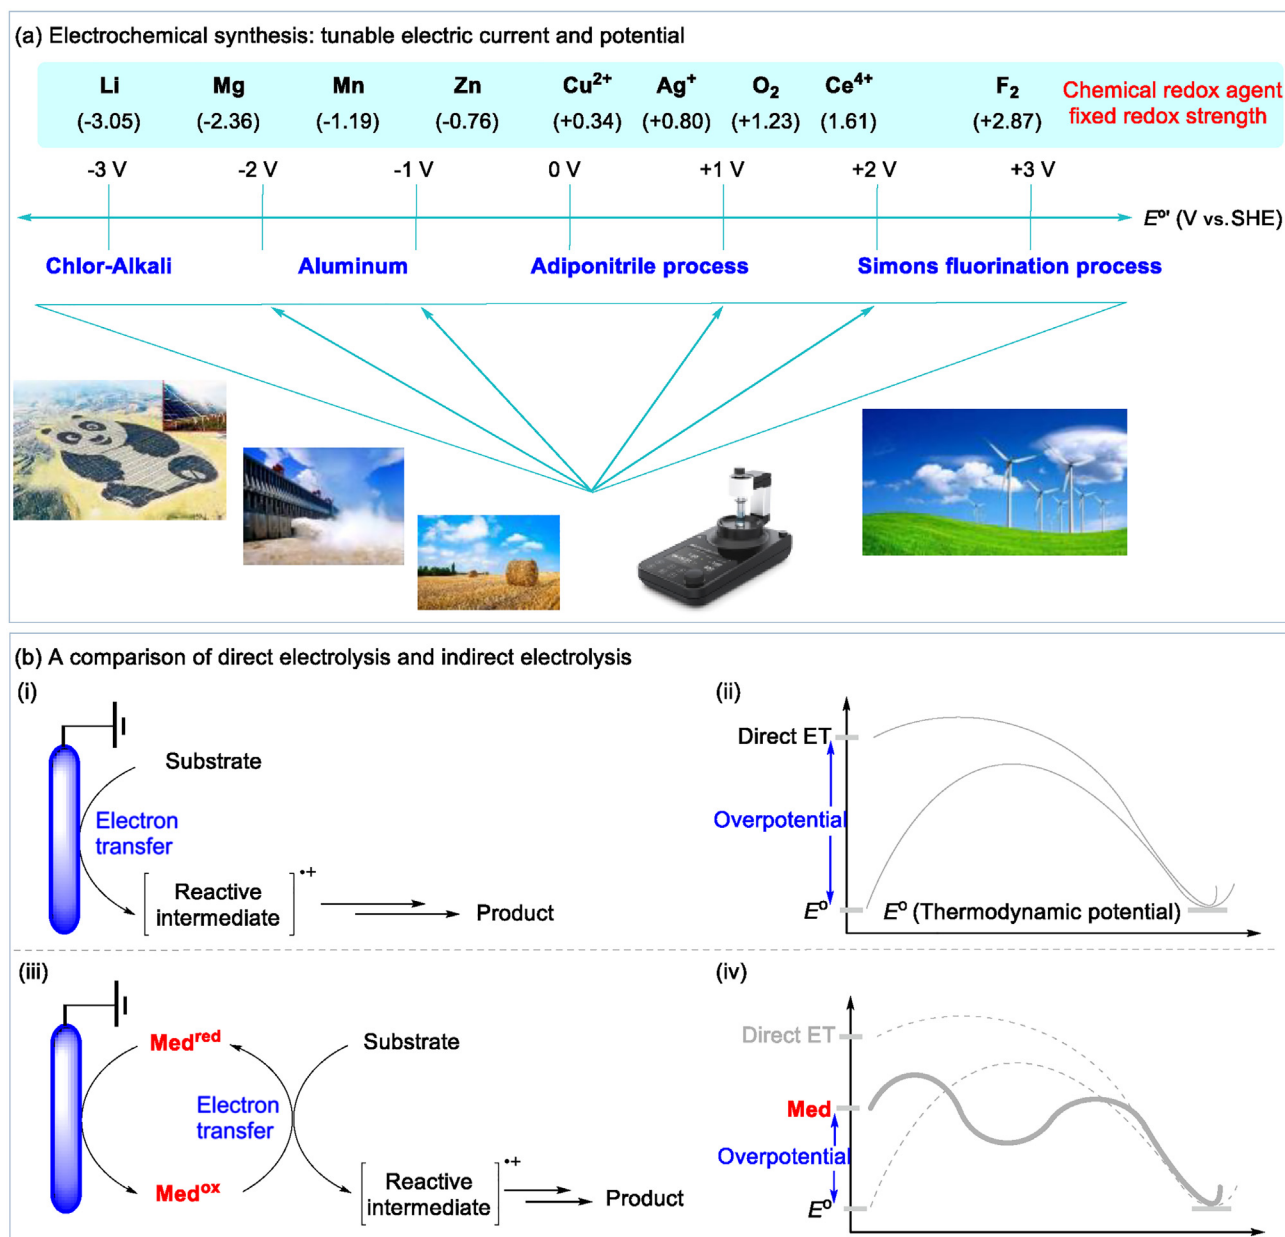 (a) Electrochemical synthesis: tunable electric current and potential
Li Mg Mn Zn Cu²⁺ Ag⁺ O₂ Ce⁴⁺ F₂
(-3.05) (-2.36) (-1.19) (-0.76) (+0.34) (+0.80) (+1.23) (1.61) (+2.87)
Chemical redox agent
fixed redox strength
-3 V -2 V -1 V 0 V +1 V +2 V +3 V
E°' (V vs.SHE)
Chlor-Alkali Aluminum Adiponitrile process Simons fluorination process
(b) A comparison of direct electrolysis and indirect electrolysis
(i)
Substrate
Electron
transfer
Reactive
intermediate
•+
Product
(ii)
Direct ET
Overpotential
E° E° (Thermodynamic potential)
(iii)
Med^red
Substrate
Electron
transfer
Med^ox
Reactive
intermediate
•+
Product
(iv)
Direct ET
Med
Overpotential
E°